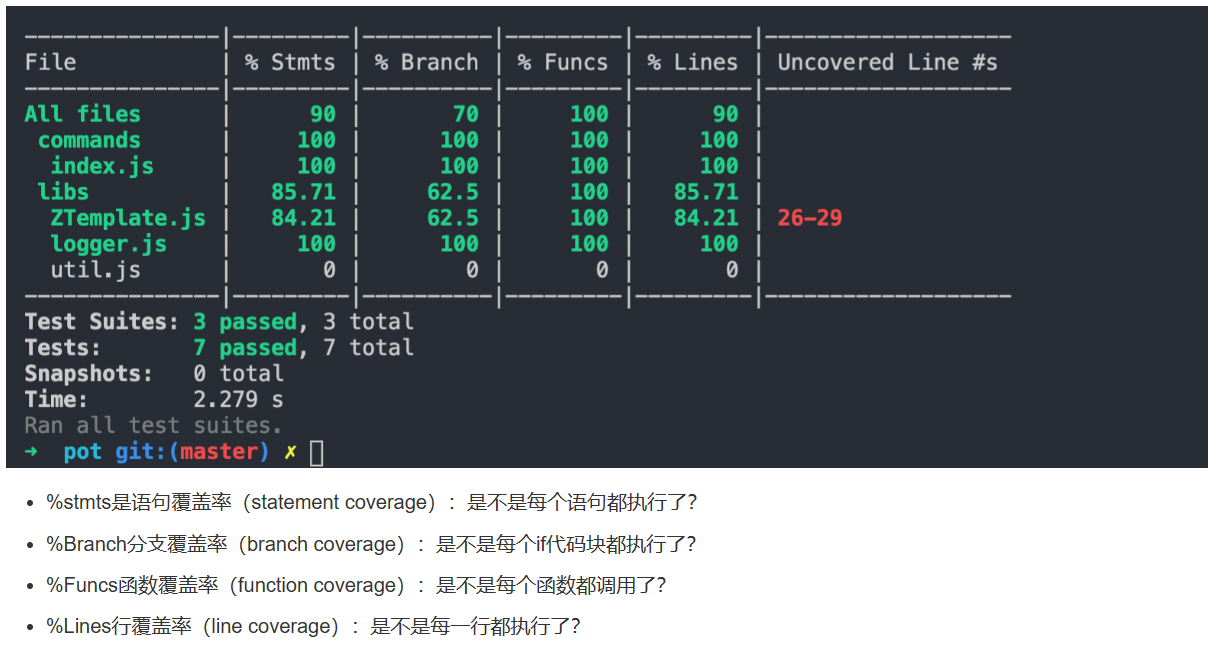 ---------------|---------|----------|---------|---------|-------------------
File | % Stmts | % Branch | % Funcs | % Lines | Uncovered Line #s
---------------|---------|----------|---------|---------|-------------------
All files | 90 | 70 | 100 | 90 |
commands | 100 | 100 | 100 | 100 |
index.js | 100 | 100 | 100 | 100 |
libs | 85.71 | 62.5 | 100 | 85.71 |
ZTemplate.js | 84.21 | 62.5 | 100 | 84.21 | 26-29
logger.js | 100 | 100 | 100 | 100 |
util.js | 0 | 0 | 0 | 0 |
---------------|---------|----------|---------|---------|-------------------
Test Suites: 3 passed, 3 total
Tests: 7 passed, 7 total
Snapshots: 0 total
Time: 2.279 s
Ran all test suites.
➜ pot git:(master) ✗
• %stmts是语句覆盖率（statement coverage）：是不是每个语句都执行了？
• %Branch分支覆盖率（branch coverage）：是不是每个if代码块都执行了？
• %Funcs函数覆盖率（function coverage）：是不是每个函数都调用了？
• %Lines行覆盖率（line coverage）：是不是每一行都执行了？